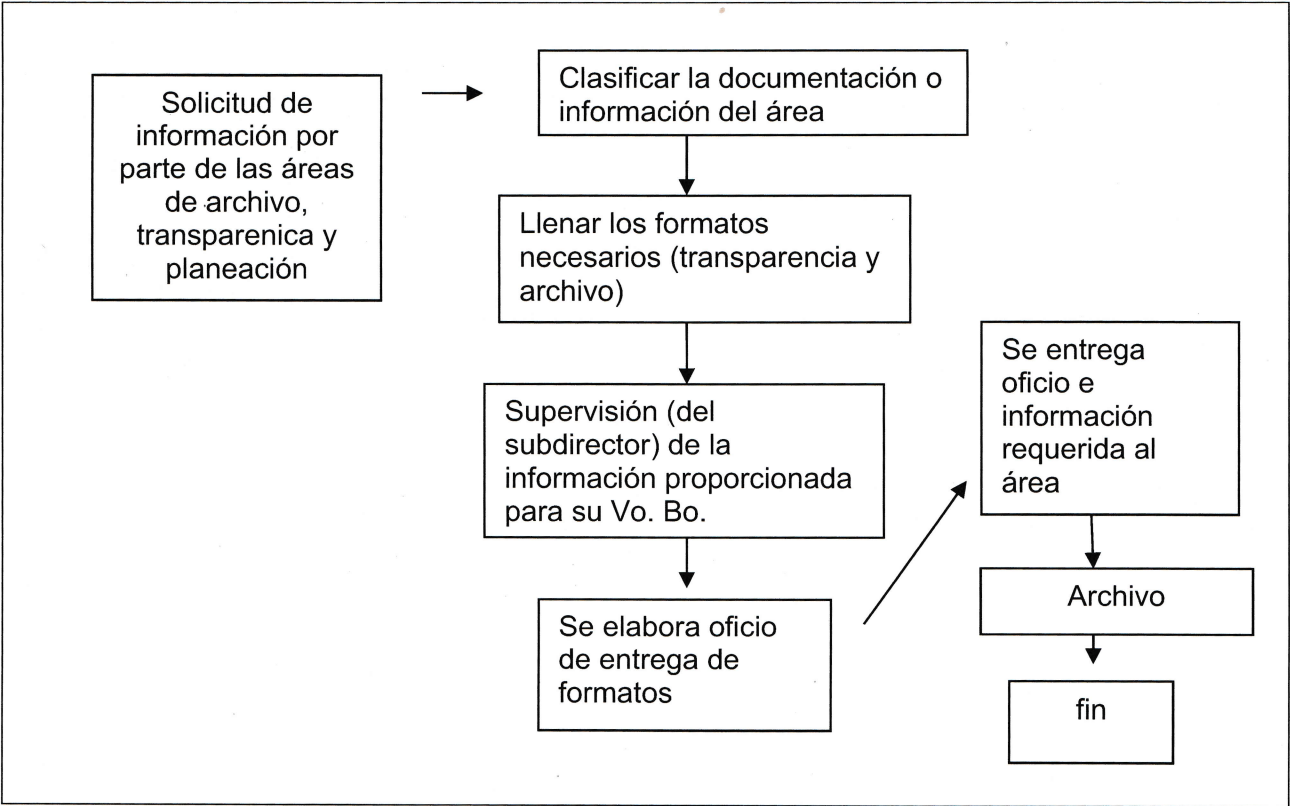 Solicitud de
información por
parte de las áreas
de archivo,
transparenica y
planeación
Clasificar la documentación o
información del área
Llenar los formatos
necesarios (transparencia y
archivo)
Supervisión (del
subdirector) de la
información proporcionada
para su Vo. Bo.
Se elabora oficio
de entrega de
formatos
Se entrega
oficio e
información
requerida al
área
Archivo
fin